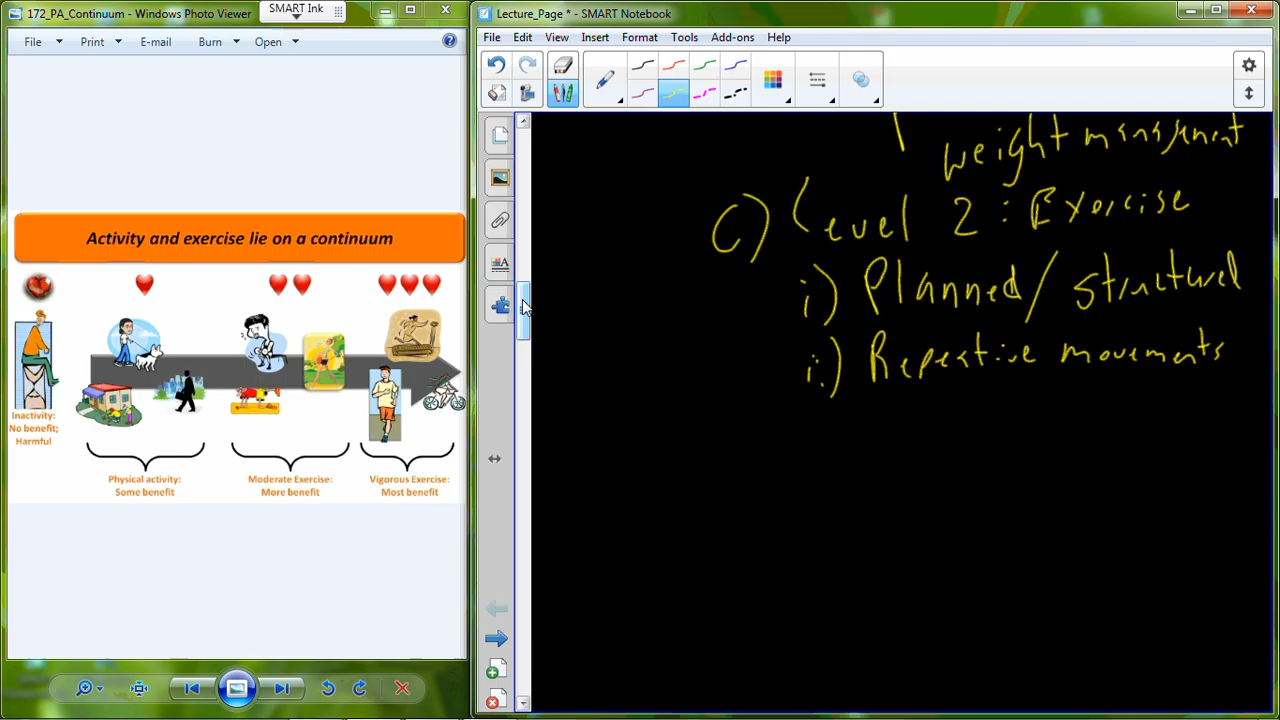 172_PA_Continuum - Windows Photo Viewer
SMART Ink
File Print E-mail Burn Open
Activity and exercise lie on a continuum
Inactivity:
No benefit;
Harmful
Physical activity:
Some benefit
Moderate Exercise:
More benefit
Vigorous Exercise:
Most benefit
Lecture_Page * - SMART Notebook
File Edit View Insert Format Tools Add-ons Help
weight management
C) Level 2 : Exercise
i) Planned/ structured
ii) Repeative movements